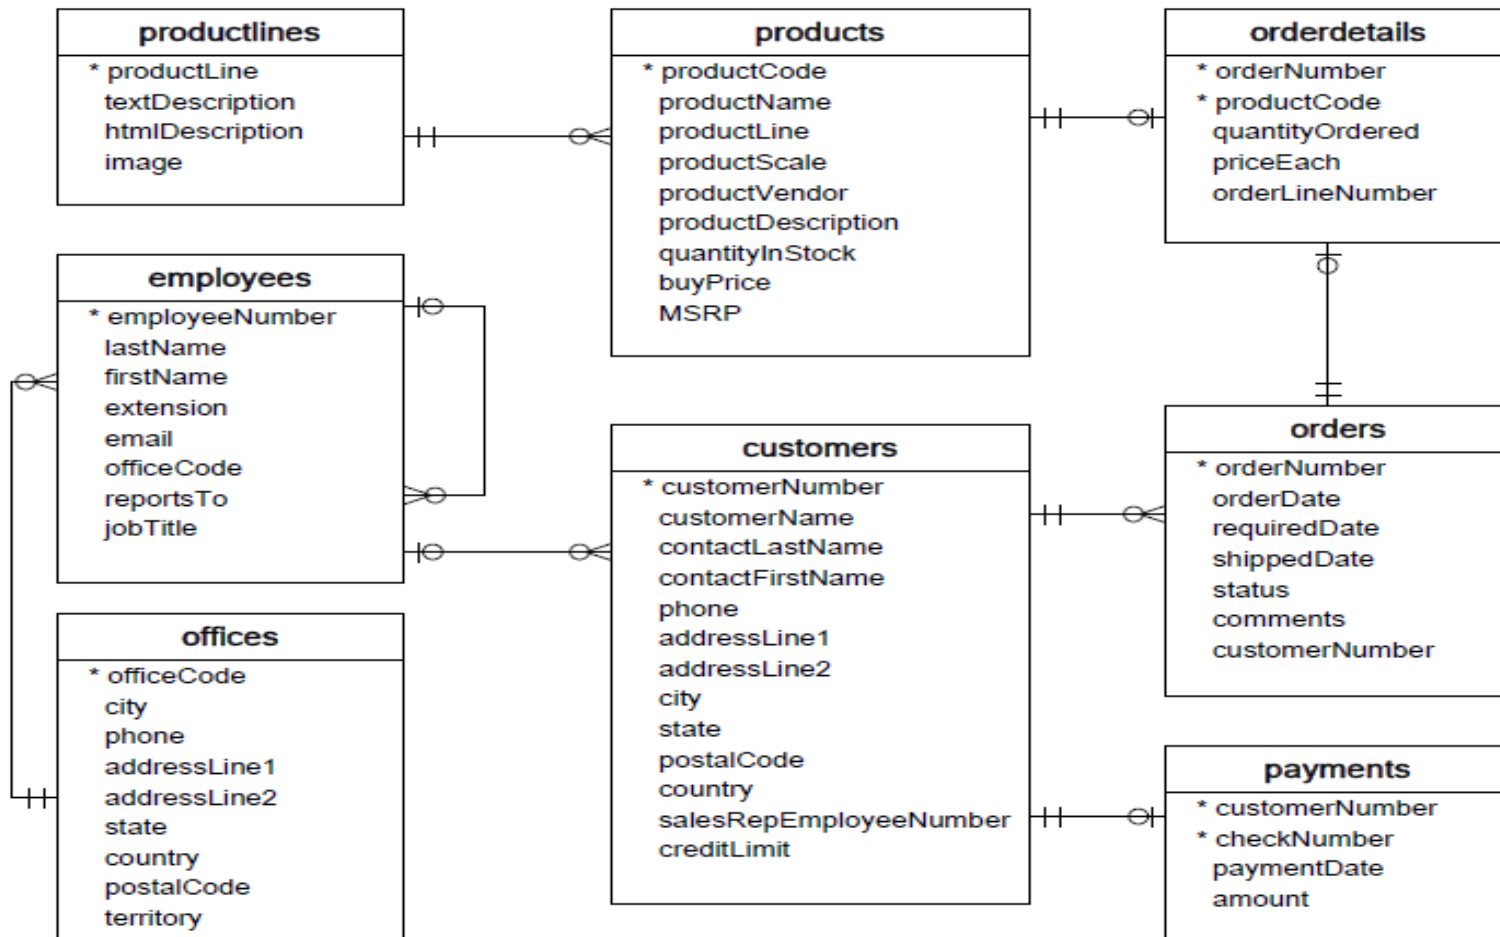 productlines
* productLine
textDescription
htmlDescription
image
products
* productCode
productName
productLine
productScale
productVendor
productDescription
quantityInStock
buyPrice
MSRP
orderdetails
* orderNumber
* productCode
quantityOrdered
priceEach
orderLineNumber
employees
* employeeNumber
lastName
firstName
extension
email
officeCode
reportsTo
jobTitle
customers
* customerNumber
customerName
contactLastName
contactFirstName
phone
addressLine1
addressLine2
city
state
postalCode
country
salesRepEmployeeNumber
creditLimit
orders
* orderNumber
orderDate
requiredDate
shippedDate
status
comments
customerNumber
offices
* officeCode
city
phone
addressLine1
addressLine2
state
country
postalCode
territory
payments
* customerNumber
* checkNumber
paymentDate
amount